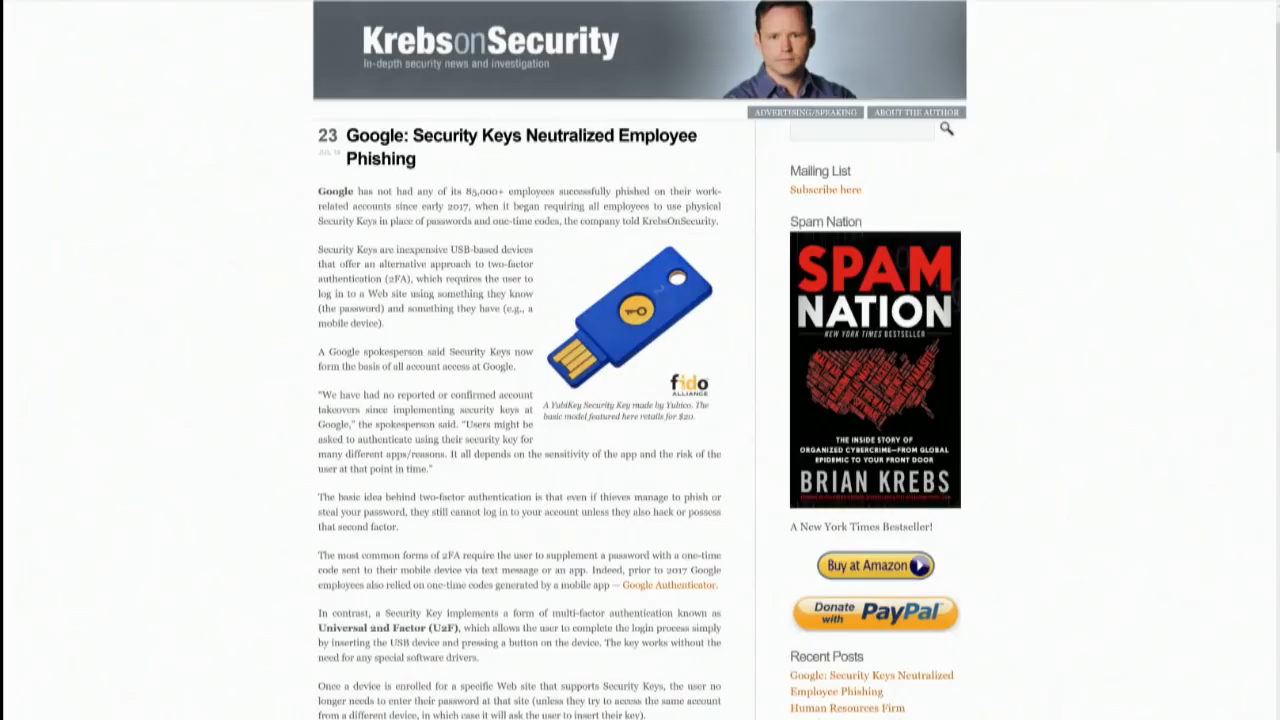 KrebsonSecurity
In-depth security news and investigation
ADVERTISING/SPEAKING
ABOUT THE AUTHOR
23 Google: Security Keys Neutralized Employee
Phishing
Google has not had any of its 85,000+ employees successfully phished on their work-
related accounts since early 2017, when it began requiring all employees to use physical
Security Keys in place of passwords and one-time codes, the company told KrebsOnSecurity.
Security Keys are inexpensive USB-based devices
that offer an alternative approach to two-factor
authentication (2FA), which requires the user to
log in to a Web site using something they know
(the password) and something they have (e.g., a
mobile device).
A Google spokesperson said Security Keys now
form the basis of all account access at Google.
"We have had no reported or confirmed account
takeovers since implementing security keys at
Google," the spokesperson said. "Users might be
asked to authenticate using their security key for
many different apps/reasons. It all depends on the sensitivity of the app and the risk of the
user at that point in time."
fido
ALLIANCE
A YubiKey Security Key made by Yubico. The
basic model featured here retails for $20.
The basic idea behind two-factor authentication is that even if thieves manage to phish or
steal your password, they still cannot log in to your account unless they also hack or possess
that second factor.
The most common forms of 2FA require the user to supplement a password with a one-time
code sent to their mobile device via text message or an app. Indeed, prior to 2017 Google
employees also relied on one-time codes generated by a mobile app — Google Authenticator.
In contrast, a Security Key implements a form of multi-factor authentication known as
Universal 2nd Factor (U2F), which allows the user to complete the login process simply
by inserting the USB device and pressing a button on the device. The key works without the
need for any special software drivers.
Once a device is enrolled for a specific Web site that supports Security Keys, the user no
longer needs to enter their password at that site (unless they try to access the same account
from a different device, in which case it will ask the user to insert their key).
Mailing List
Subscribe here
Spam Nation
SPAM
NATION
NEW YORK TIMES BESTSELLER
THE INSIDE STORY OF
ORGANIZED CYBERCRIME—FROM GLOBAL
EPIDEMIC TO YOUR FRONT DOOR
BRIAN KREBS
A New York Times Bestseller!
Buy at Amazon
Donate
with PayPal
Recent Posts
Google: Security Keys Neutralized
Employee Phishing
Human Resources Firm